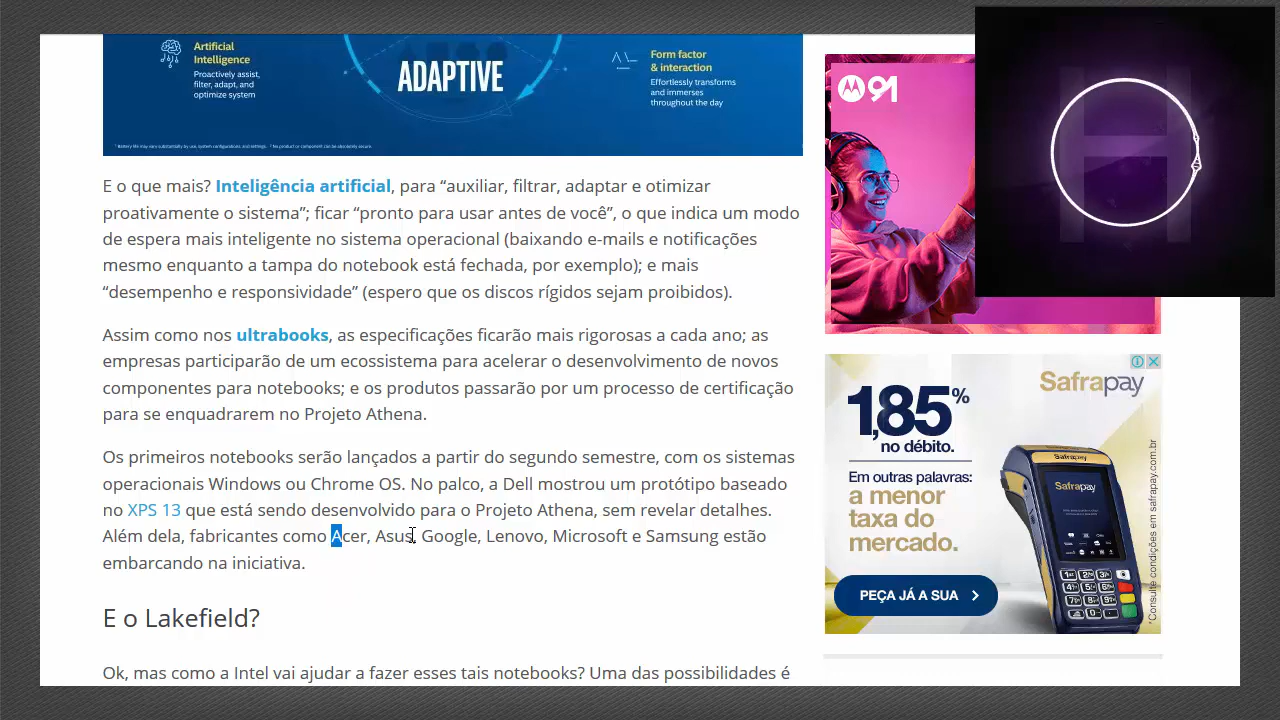 Artificial
Intelligence
Proactively assist,
filter, adapt, and
optimize system
ADAPTIVE
Form factor
& interaction
Effortlessly transforms
and immerses
throughout the day
E o que mais? Inteligência artificial, para “auxiliar, filtrar, adaptar e otimizar
proativamente o sistema”; ficar “pronto para usar antes de você”, o que indica um modo
de espera mais inteligente no sistema operacional (baixando e-mails e notificações
mesmo enquanto a tampa do notebook está fechada, por exemplo); e mais
“desempenho e responsividade” (espero que os discos rígidos sejam proibidos).
Assim como nos ultrabooks, as especificações ficarão mais rigorosas a cada ano; as
empresas participarão de um ecossistema para acelerar o desenvolvimento de novos
componentes para notebooks; e os produtos passarão por um processo de certificação
para se enquadrarem no Projeto Athena.
Os primeiros notebooks serão lançados a partir do segundo semestre, com os sistemas
operacionais Windows ou Chrome OS. No palco, a Dell mostrou um protótipo baseado
no XPS 13 que está sendo desenvolvido para o Projeto Athena, sem revelar detalhes.
Além dela, fabricantes como Acer, Asus, Google, Lenovo, Microsoft e Samsung estão
embarcando na iniciativa.
E o Lakefield?
Ok, mas como a Intel vai ajudar a fazer esses tais notebooks? Uma das possibilidades é
91
Safrapay
1,85%
no débito.
Em outras palavras:
a menor
taxa do
mercado.
PEÇA JÁ A SUA
Safrapay
Safrapay
*Consulte condições em safrapay.com.br